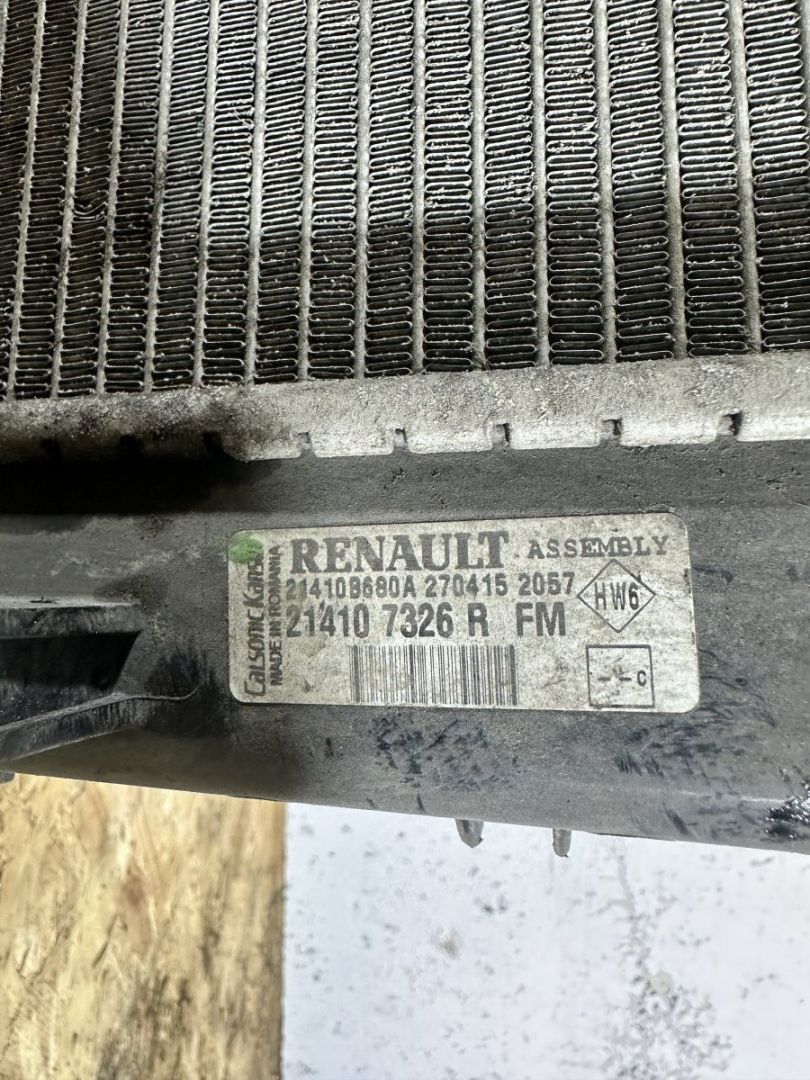 Calsonic Kansei
MADE IN ROMANIA
RENAULT ASSEMBLY
21410B680A 270415 2057
HW6
21410 7326 R FM
--C